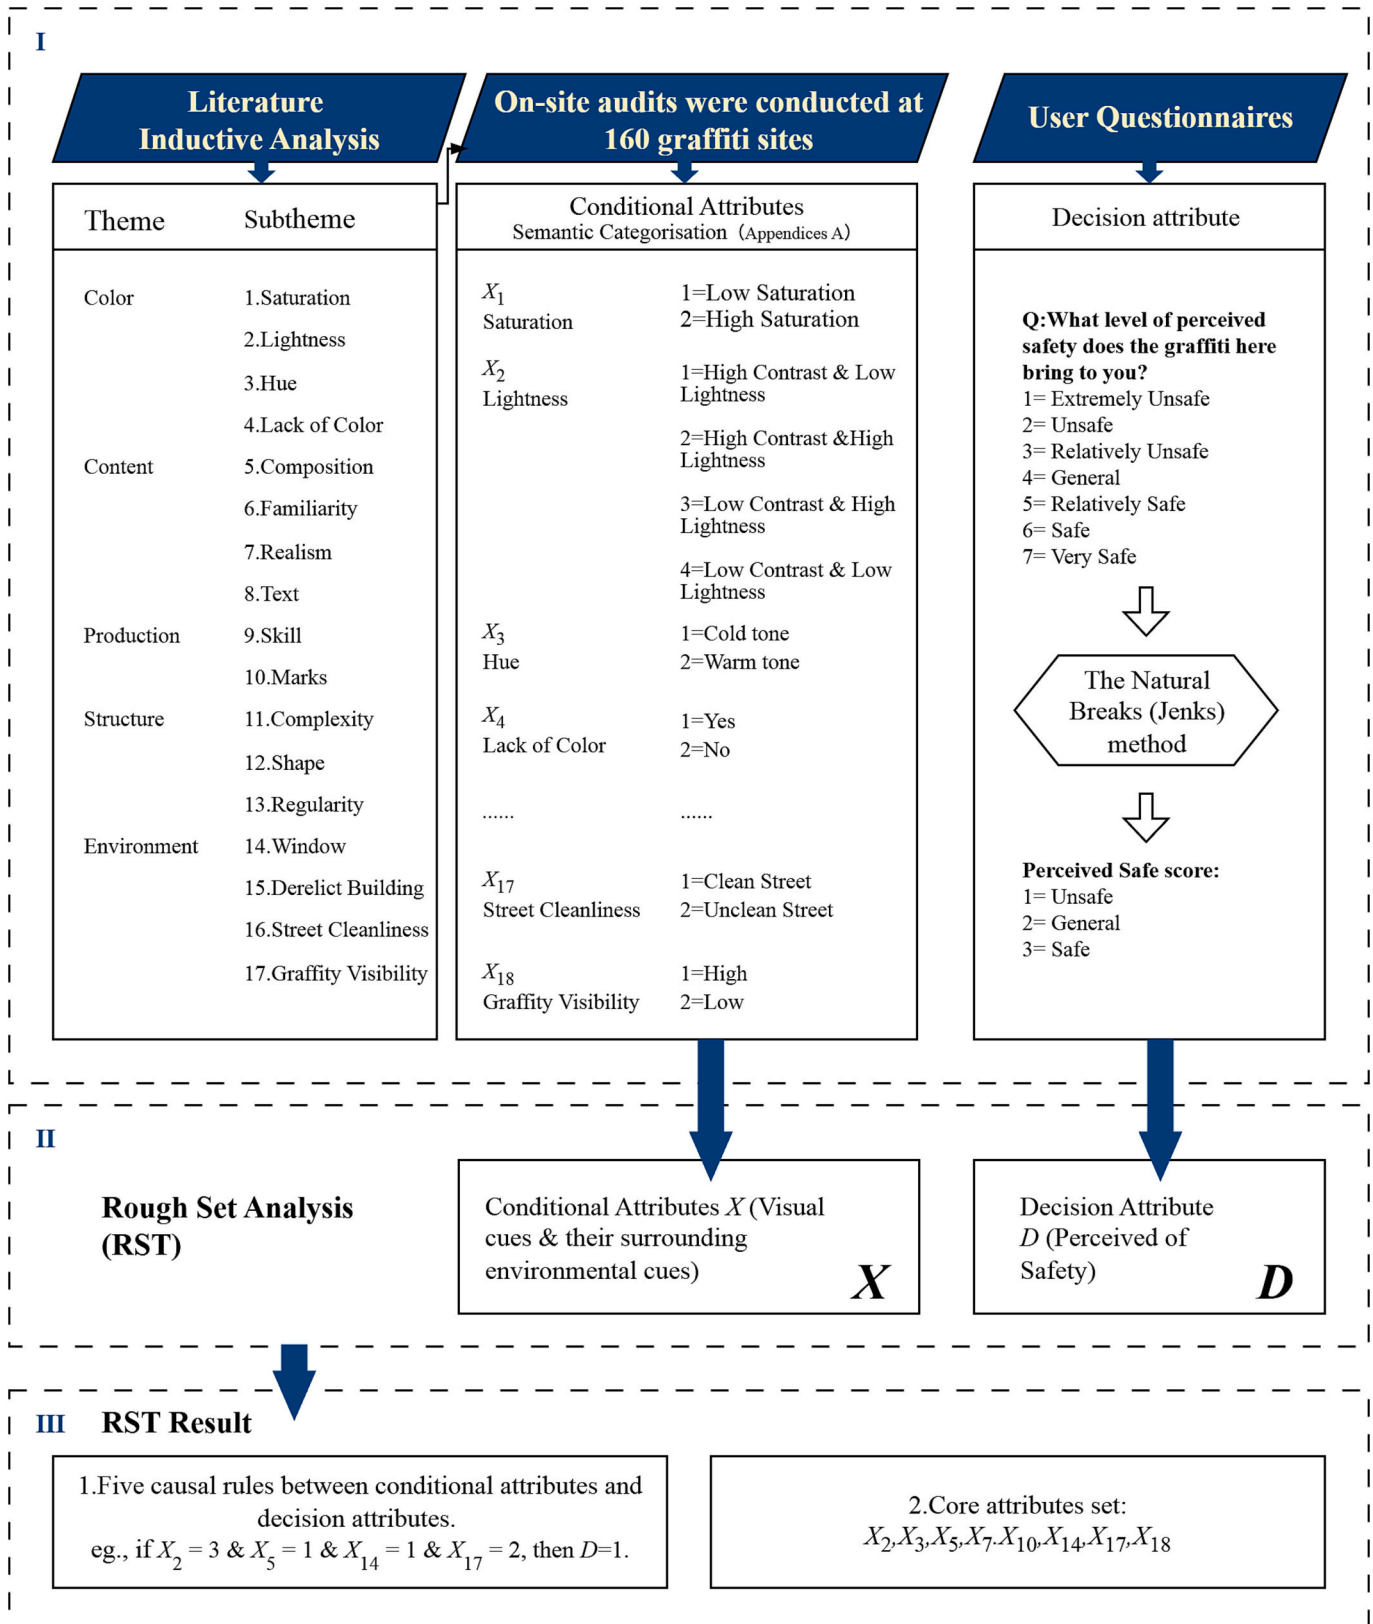 I
Literature
Inductive Analysis
On-site audits were conducted at
160 graffiti sites
User Questionnaires
Theme Subtheme
Color 1.Saturation
2.Lightness
3.Hue
4.Lack of Color
Content 5.Composition
6.Familiarity
7.Realism
8.Text
Production 9.Skill
10.Marks
Structure 11.Complexity
12.Shape
13.Regularity
Environment 14.Window
15.Derelict Building
16.Street Cleanliness
17.Graffity Visibility
Conditional Attributes
Semantic Categorisation (Appendices A)
X1 1=Low Saturation
Saturation 2=High Saturation
X2 1=High Contrast & Low
Lightness Lightness
2=High Contrast &High
Lightness
3=Low Contrast & High
Lightness
4=Low Contrast & Low
Lightness
X3 1=Cold tone
Hue 2=Warm tone
X4 1=Yes
Lack of Color 2=No
...... ......
X17 1=Clean Street
Street Cleanliness 2=Unclean Street
X18 1=High
Graffity Visibility 2=Low
Decision attribute
Q:What level of perceived
safety does the graffiti here
bring to you?
1= Extremely Unsafe
2= Unsafe
3= Relatively Unsafe
4= General
5= Relatively Safe
6= Safe
7= Very Safe
The Natural
Breaks (Jenks)
method
Perceived Safe score:
1= Unsafe
2= General
3= Safe
II
Rough Set Analysis
(RST)
Conditional Attributes X (Visual
cues & their surrounding
environmental cues)
X
Decision Attribute
D (Perceived of
Safety)
D
III RST Result
1.Five causal rules between conditional attributes and
decision attributes.
eg., if X2 = 3 & X5 = 1 & X14 = 1 & X17 = 2, then D=1.
2.Core attributes set:
X2,X3,X5,X7.X10,X14,X17,X18